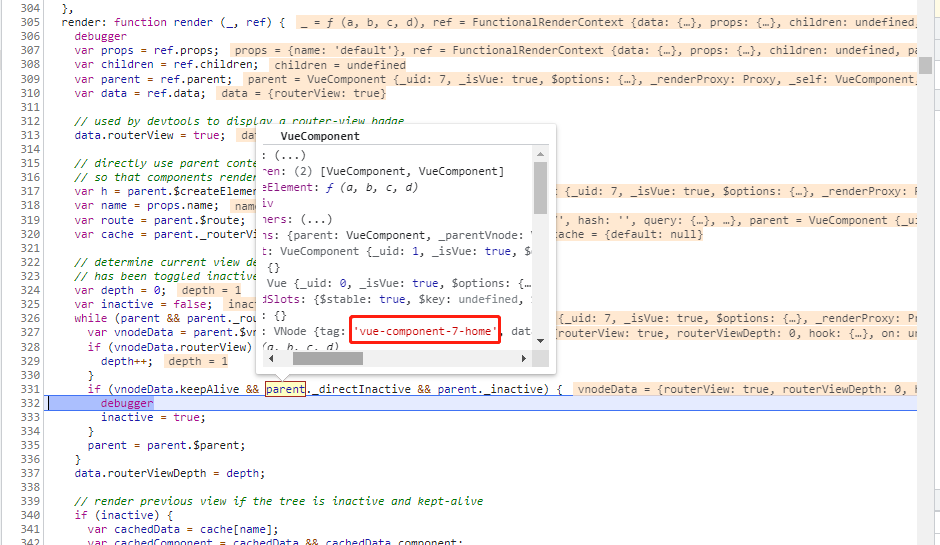 304 },
305 render: function render (_, ref) { _ = ƒ (a, b, c, d), ref = FunctionalRenderContext {data: {…}, props: {…}, children: undefined,
306 debugger
307 var props = ref.props; props = {name: 'default'}, ref = FunctionalRenderContext {data: {…}, props: {…}, children: undefined, pa
308 var children = ref.children; children = undefined
309 var parent = ref.parent; parent = VueComponent {_uid: 7, _isVue: true, $options: {…}, _renderProxy: Proxy, _self: VueComponent,
310 var data = ref.data; data = {routerView: true}
311
312 // used by devtools to display a router-view badge
313 data.routerView = true; da
VueComponent
314
: (...)
315 // directly use parent conte
ren: (2) [VueComponent, VueComponent]
316 // so that components render
eElement: ƒ (a, b, c, d)
317 var h = parent.$createElem t {_uid: 7, _isVue: true, $options: {…}, _renderProxy: P
iv
318 var name = props.name; name
ners: (...)
319 var route = parent.$route; /', hash: '', query: {…}, …}, parent = VueComponent {_u
ns: {parent: VueComponent, _parentVnode:
320 var cache = parent._routerVi cache = {default: null}
t: VueComponent {_uid: 1, _isVue: true, $
321
: {}
322 // determine current view de
Vue {_uid: 0, _isVue: true, $options: {…
323 // has been toggled inactive
dSlots: {$stable: true, $key: undefined,
324 var depth = 0; depth = 1
: {}
325 var inactive = false; inac
: VNode {tag: 'vue-component-7-home', dat
326 while (parent && parent._rou {_uid: 7, _isVue: true, $options: {…}, _renderProxy: P
(a, b, c, d)
327 var vnodeData = parent.$vn routerView: true, routerViewDepth: 0, hook: {…}, on: un
328 if (vnodeData.routerView)
329 depth++; depth = 1
330 }
331 if (vnodeData.keepAlive && parent._directInactive && parent._inactive) { vnodeData = {routerView: true, routerViewDepth: 0, h
332 debugger
333 inactive = true;
334 }
335 parent = parent.$parent;
336 }
337 data.routerViewDepth = depth;
338
339 // render previous view if the tree is inactive and kept-alive
340 if (inactive) {
341 var cachedData = cache[name];
342 var cachedComponent = cachedData && cachedData.component;